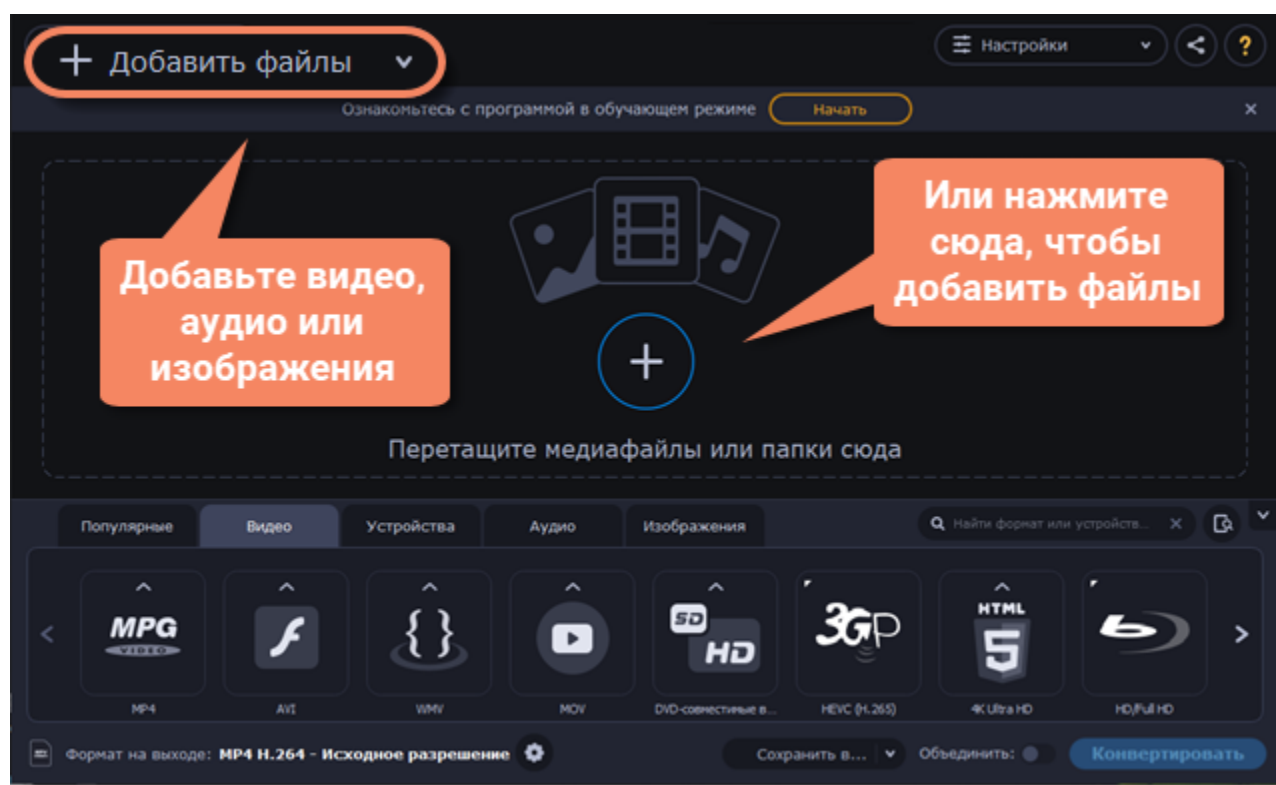 + Добавить файлы
Настройки
?
Ознакомьтесь с программой в обучающем режиме
Начать
×
Или нажмите
сюда, чтобы
добавить файлы
Добавьте видео,
аудио или
изображения
Перетащите медиафайлы или папки сюда
Популярные
Видео
Устройства
Аудио
Изображения
Найти формат или устройств...
×
MPG
VIDEO
{ }
SD
HD
3GP
HTML
5
MP4
AVI
WMV
MOV
DVD-совместимые в...
HEVC (H.265)
4K Ultra HD
HD/Full HD
Формат на выходе: MP4 H.264 - Исходное разрешение
Сохранить в...
Объединить:
Конвертировать